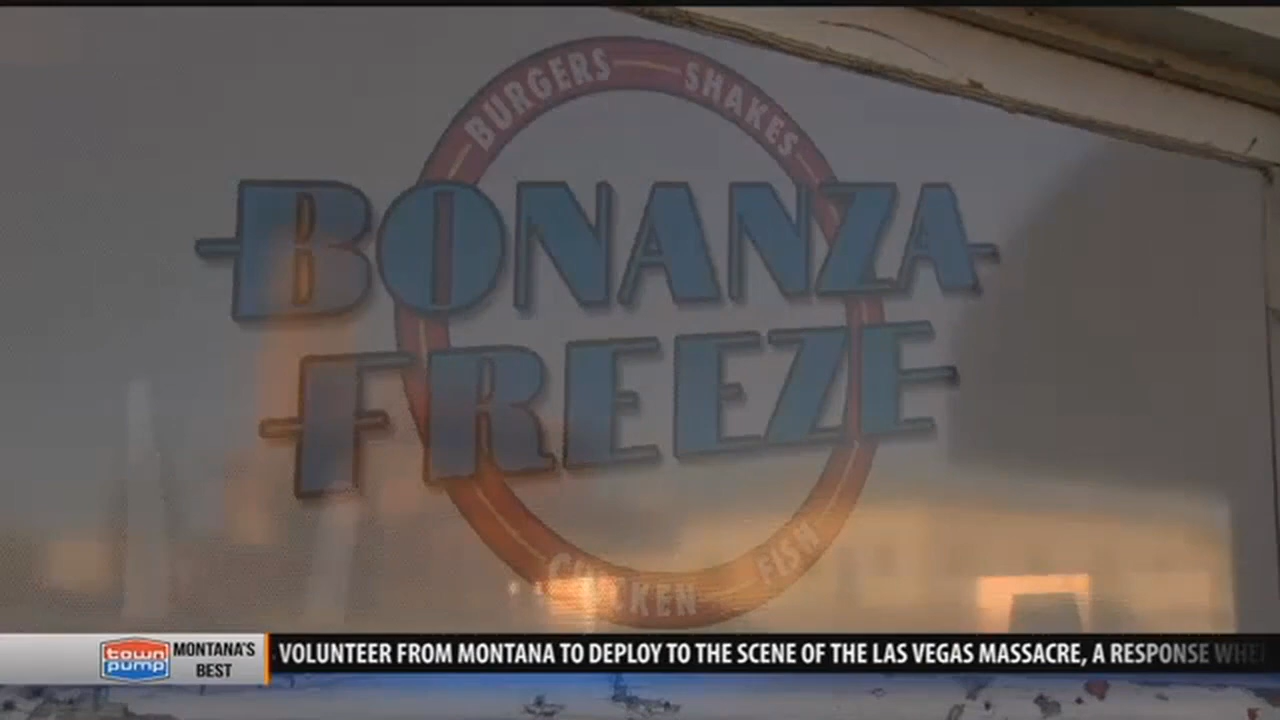 BURGERS SHAKES
BONANZA
FREEZE
CHICKEN FISH
town pump
MONTANA'S BEST
VOLUNTEER FROM MONTANA TO DEPLOY TO THE SCENE OF THE LAS VEGAS MASSACRE, A RESPONSE